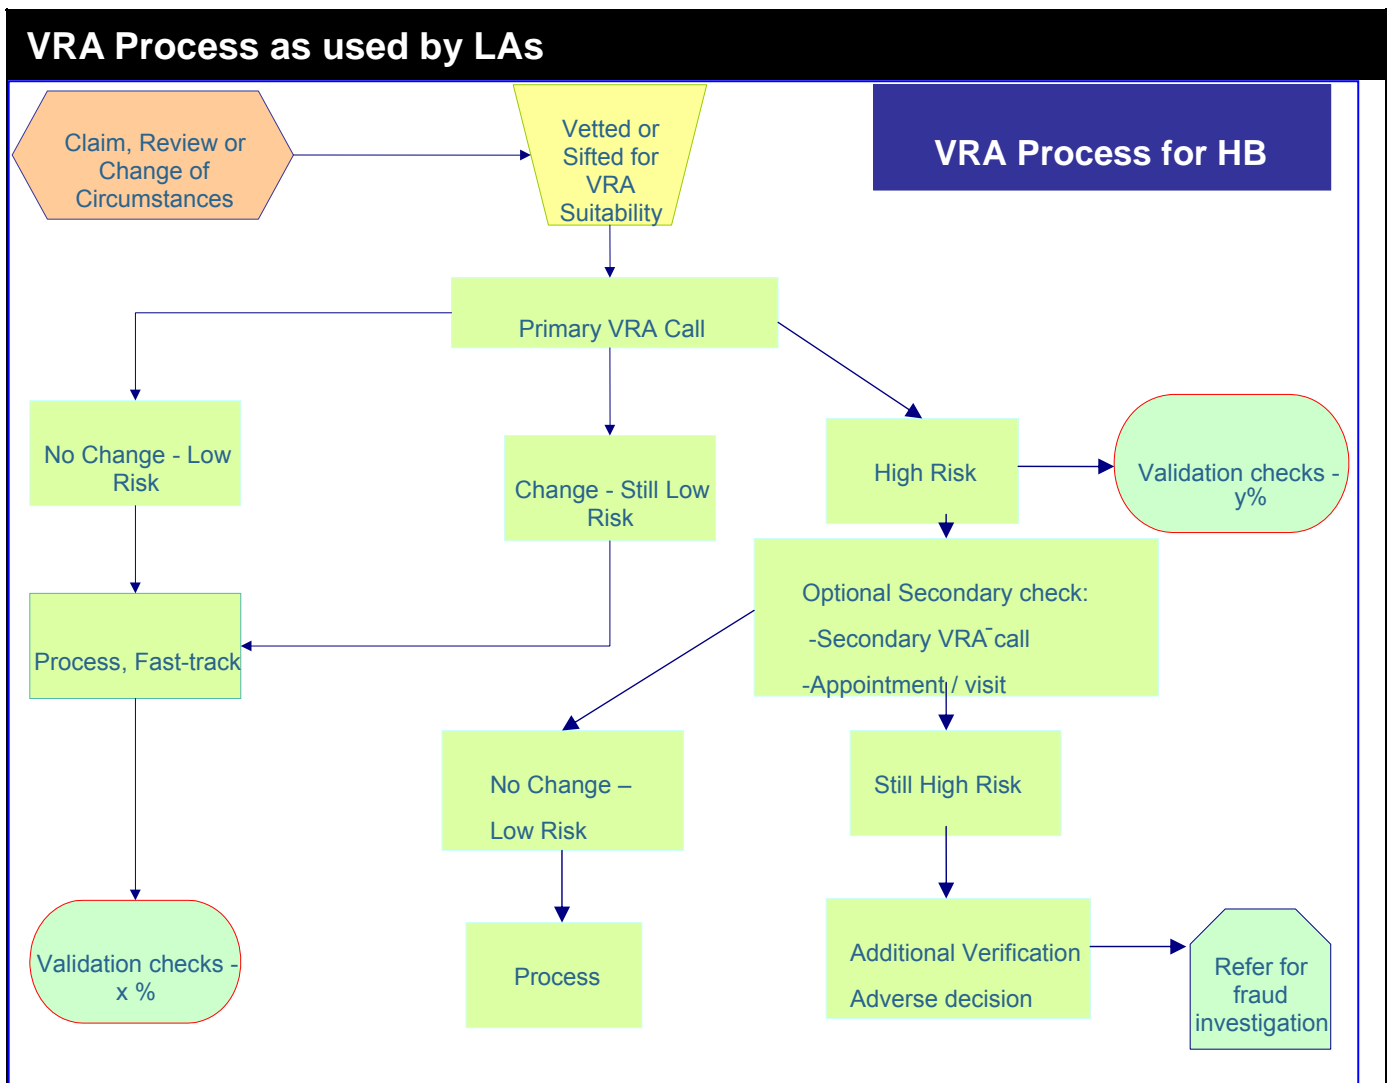 VRA Process as used by LAs
Claim, Review or
Change of
Circumstances
Vetted or
Sifted for
VRA
Suitability
VRA Process for HB
Primary VRA Call
No Change - Low
Risk
Change - Still Low
Risk
High Risk
Validation checks -
y%
Optional Secondary check:
-Secondary VRA call
-Appointment / visit
Process, Fast-track
No Change –
Low Risk
Still High Risk
Validation checks -
x %
Process
Additional Verification
Adverse decision
Refer for
fraud
investigation